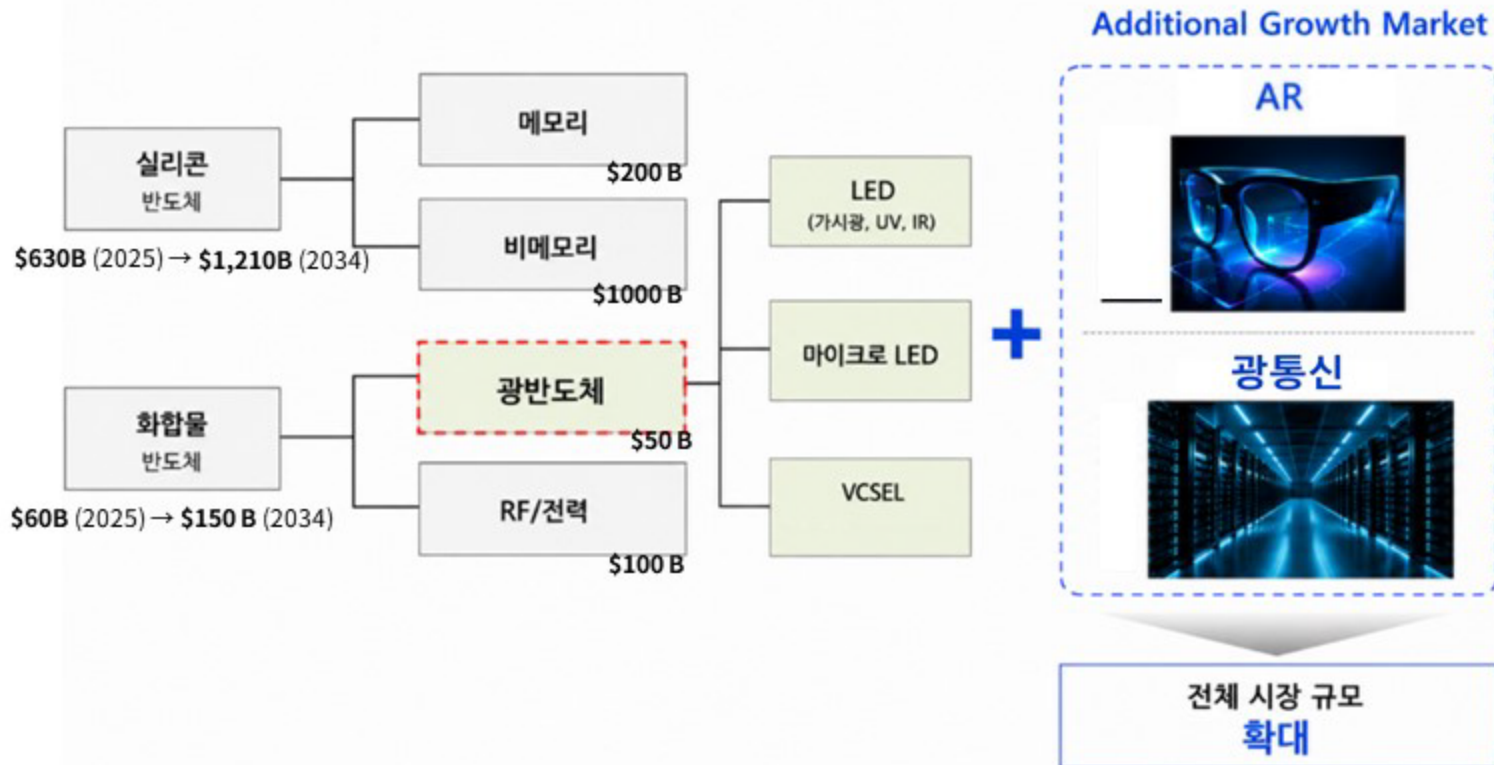 Additional Growth Market
실리콘
반도체
$630B (2025) → $1,210B (2034)
메모리
$200 B
비메모리
$1000 B
화합물
반도체
$60B (2025) → $150 B (2034)
광반도체
$50 B
RF/전력
$100 B
LED
(가시광, UV, IR)
마이크로 LED
VCSEL
+
AR
광통신
전체 시장 규모
확대